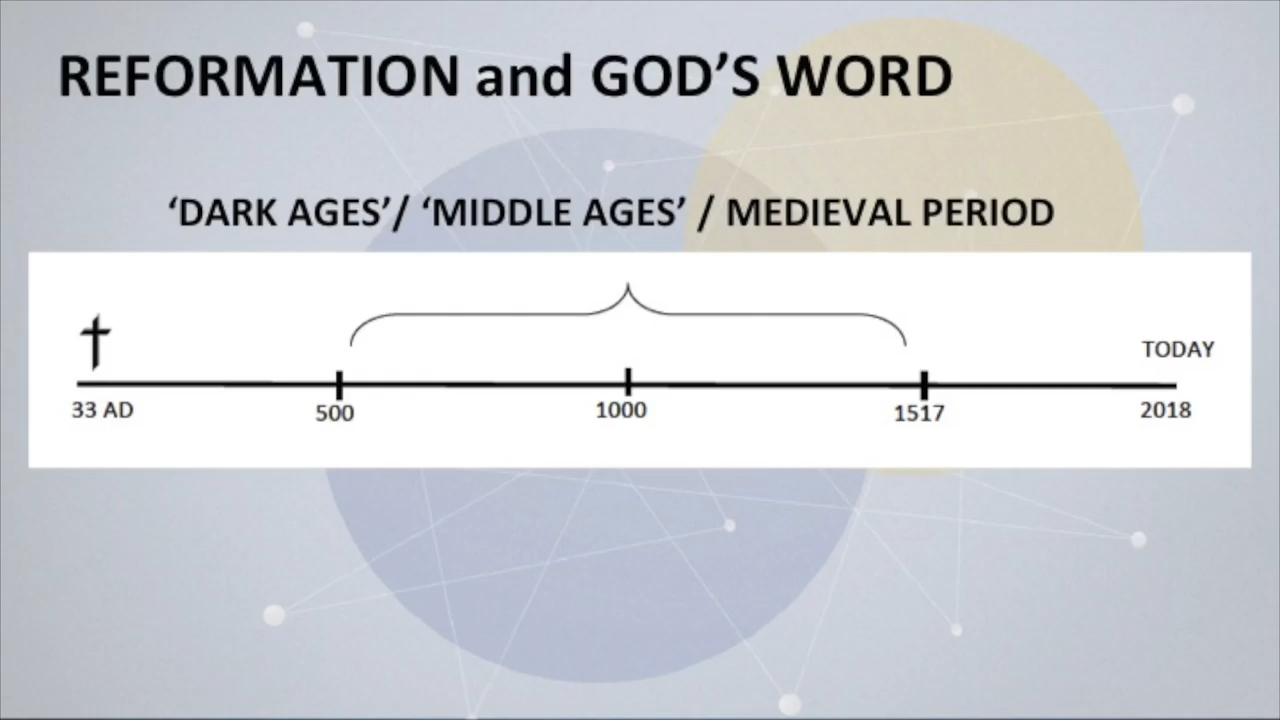 REFORMATION and GOD’S WORD
‘DARK AGES’/ ‘MIDDLE AGES’ / MEDIEVAL PERIOD
TODAY
33 AD 500 1000 1517 2018